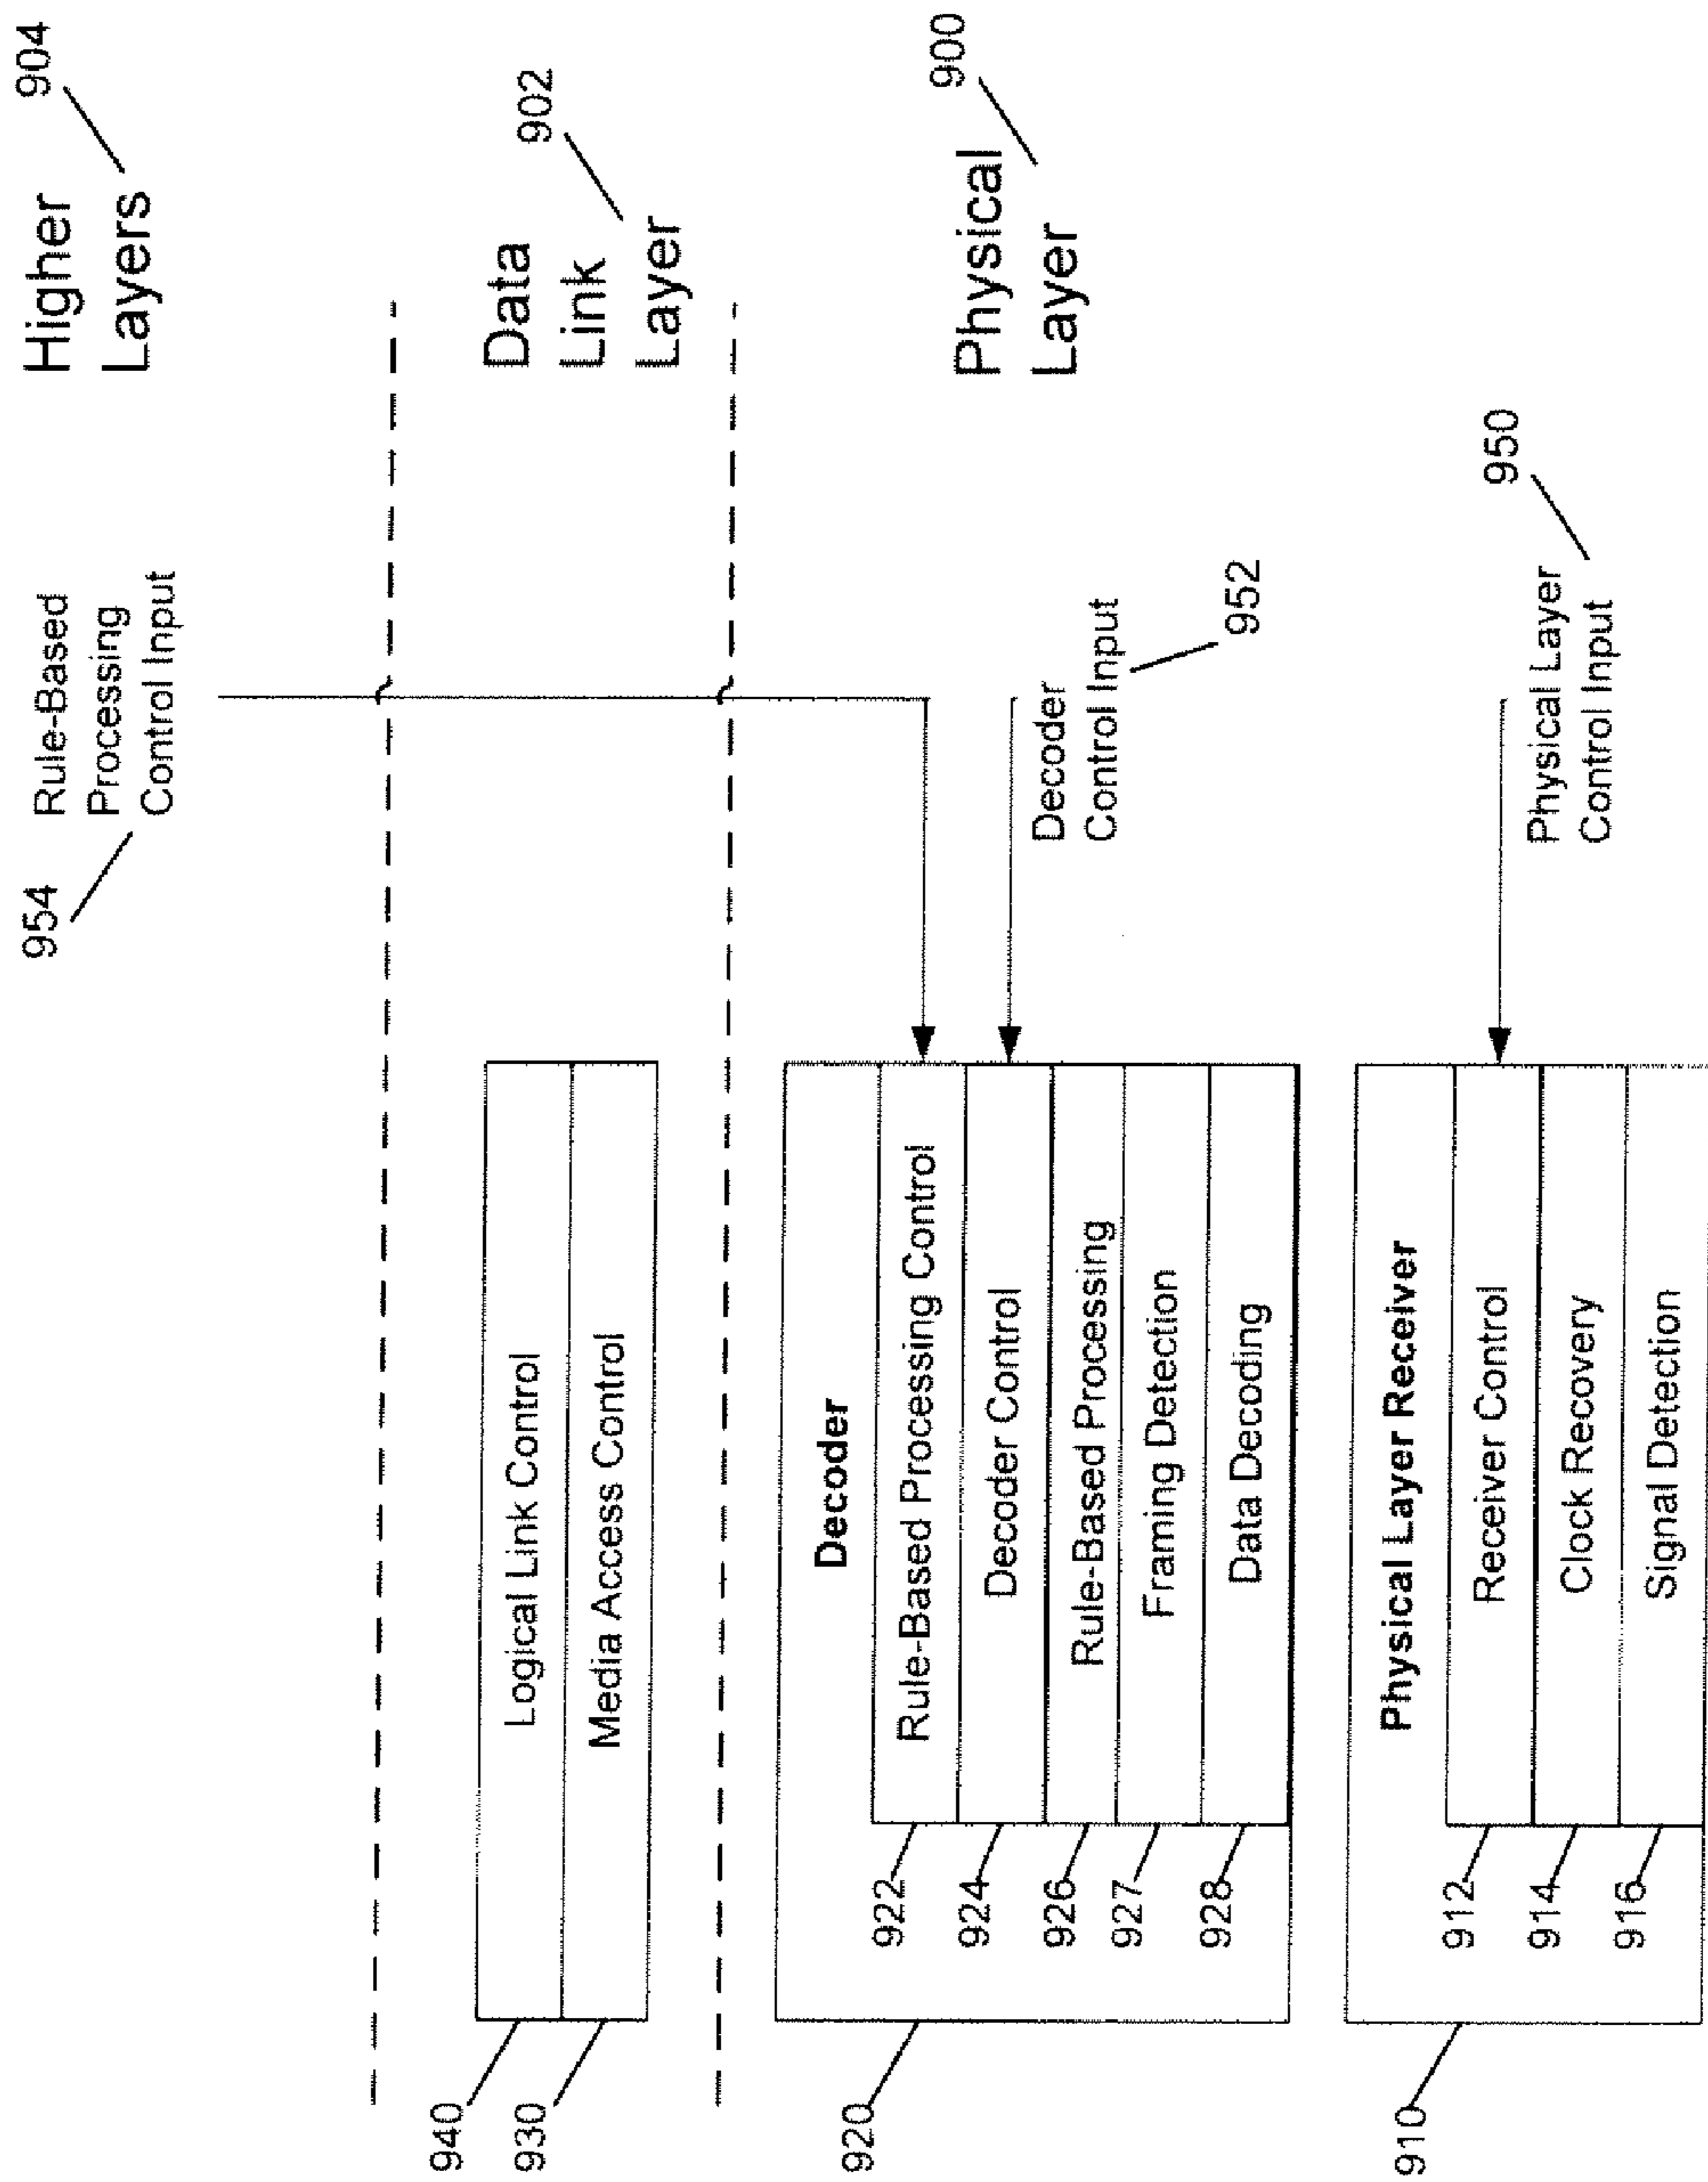 Rule-Based
Processing
Control Input
954
Higher
Layers
904
940
Logical Link Control
930
Media Access Control
Data
Link
Layer
902
920
Decoder
922
Rule-Based Processing Control
924
Decoder Control
926
Rule-Based Processing
927
Framing Detection
928
Data Decoding
Decoder
Control Input
952
Physical
Layer
900
910
Physical Layer Receiver
912
Receiver Control
914
Clock Recovery
916
Signal Detection
Physical Layer
Control Input
950